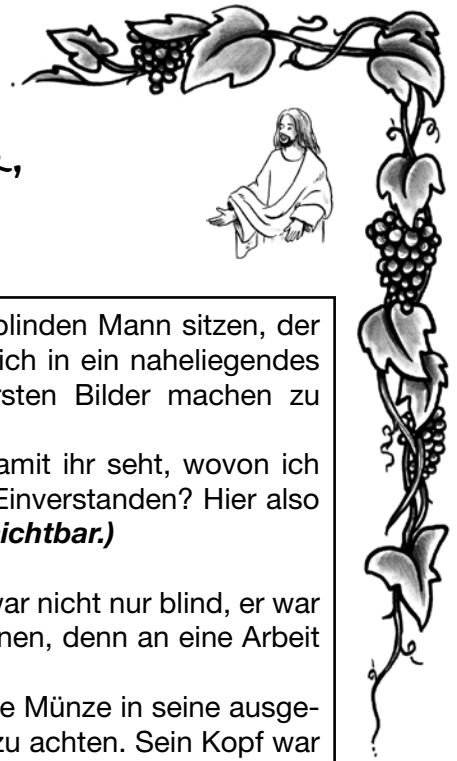 blinden Mann sitzen, der
ich in ein naheliegendes
rsten Bilder machen zu
amit ihr seht, wovon ich
Einverstanden? Hier also
ichtbar.)
war nicht nur blind, er war
nen, denn an eine Arbeit
e Münze in seine ausge-
zu achten. Sein Kopf war